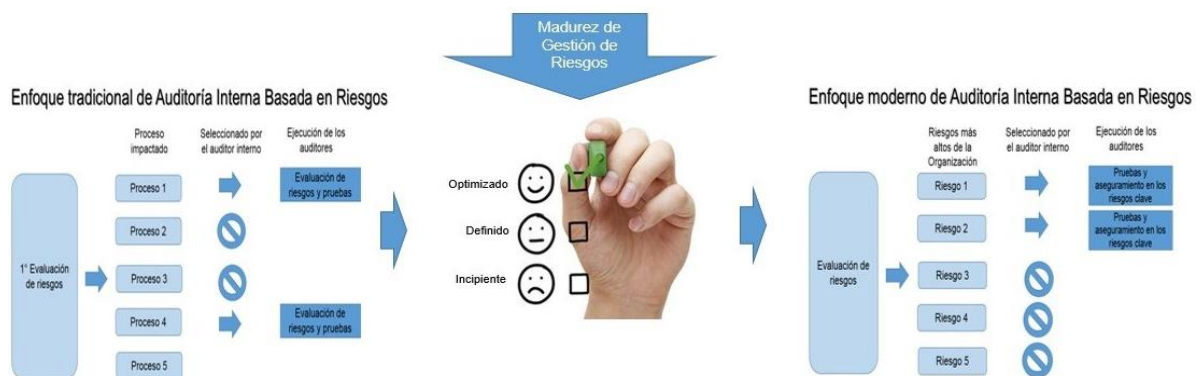 Madurez de
Gestión de
Riesgos
Enfoque tradicional de Auditoría Interna Basada en Riesgos
Proceso
impactado
Seleccionado por
el auditor interno
Ejecución de los
auditores
1° Evaluación
de riesgos
Proceso 1
Evaluación de
riesgos y pruebas
Proceso 2
Proceso 3
Proceso 4
Evaluación de
riesgos y pruebas
Proceso 5
Optimizado
Definido
Incipiente
Enfoque moderno de Auditoría Interna Basada en Riesgos
Riesgos más
altos de la
Organización
Seleccionado por
el auditor interno
Ejecución de los
auditores
Evaluación de
riesgos
Riesgo 1
Pruebas y
aseguramiento en los
riesgos clave
Riesgo 2
Pruebas y
aseguramiento en los
riesgos clave
Riesgo 3
Riesgo 4
Riesgo 5